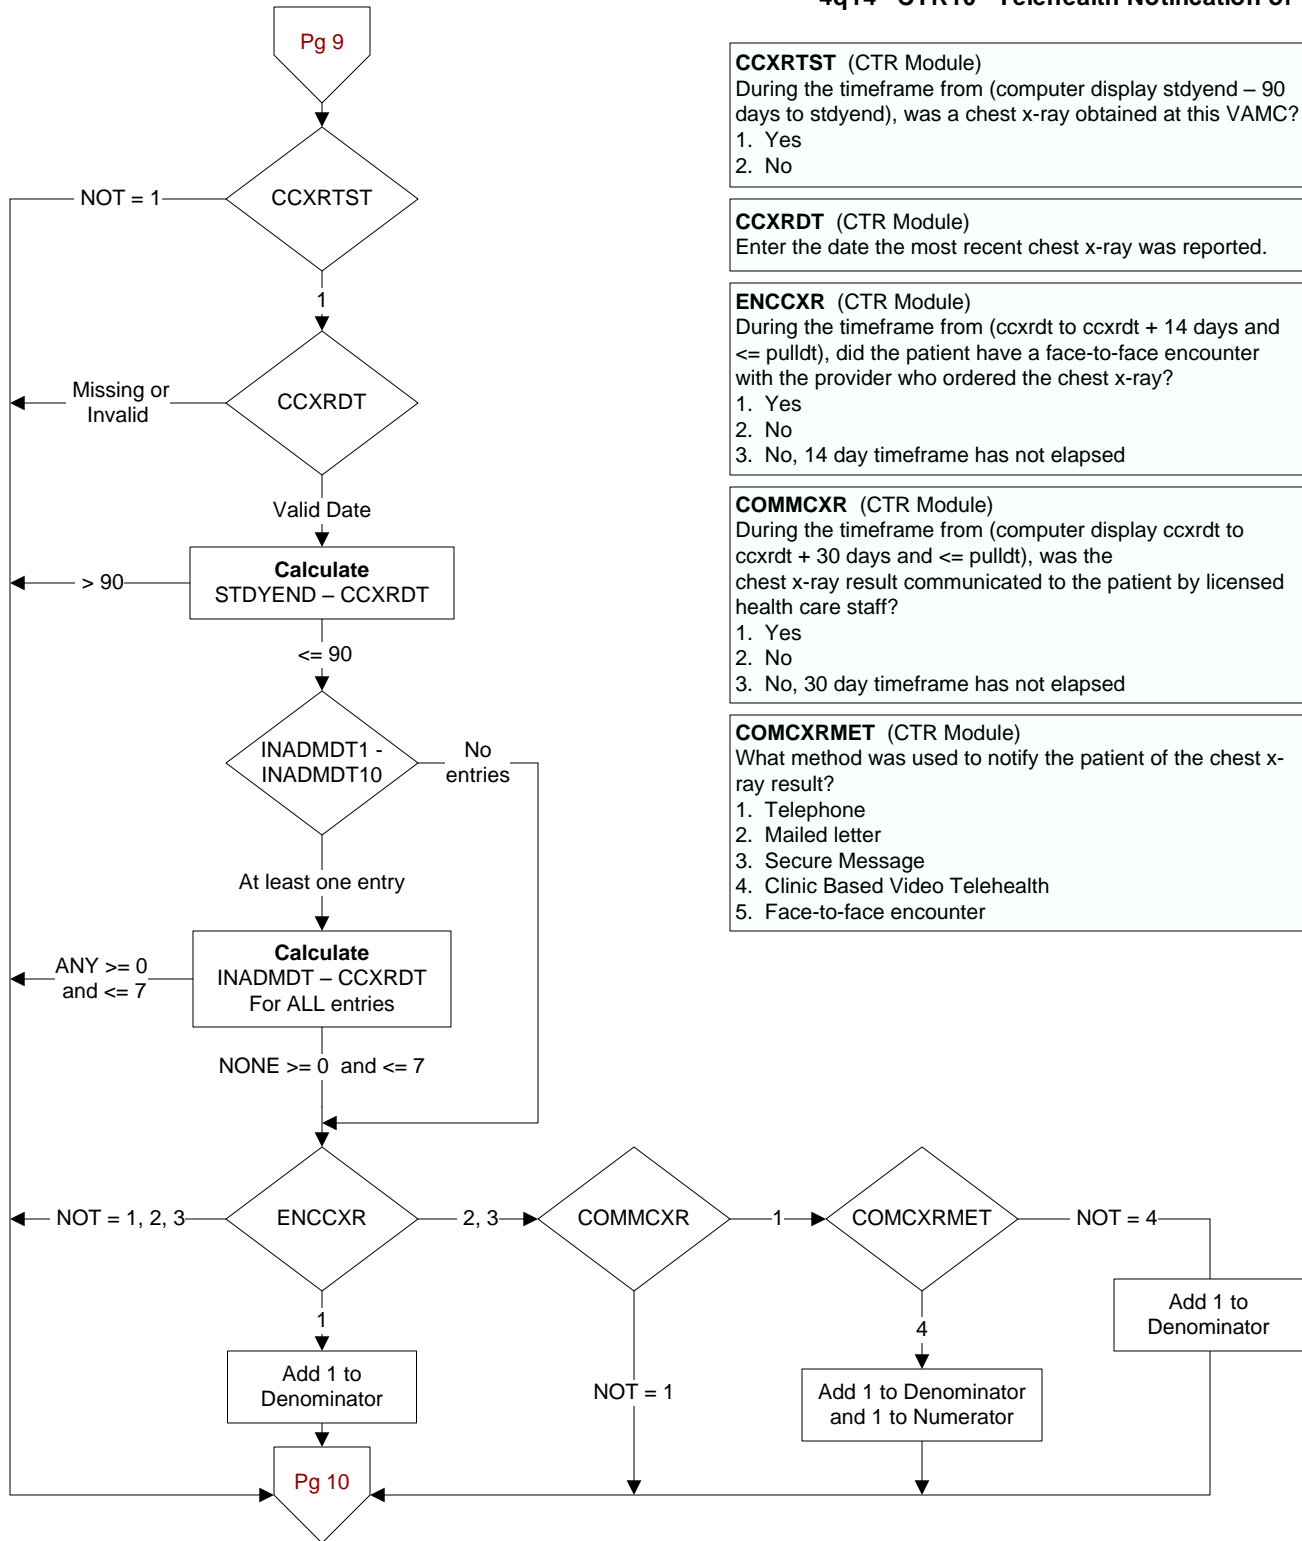 4q14 - CTR10 - Telehealth Notification of
Pg 9
CCXRTST (CTR Module)
During the timeframe from (computer display stdyend – 90
days to stdyend), was a chest x-ray obtained at this VAMC?
1. Yes
2. No
CCXRDT (CTR Module)
Enter the date the most recent chest x-ray was reported.
ENCCXR (CTR Module)
During the timeframe from (ccxrdt to ccxrdt + 14 days and
<= pulldt), did the patient have a face-to-face encounter
with the provider who ordered the chest x-ray?
1. Yes
2. No
3. No, 14 day timeframe has not elapsed
COMMCXR (CTR Module)
During the timeframe from (computer display ccxrdt to
ccxrdt + 30 days and <= pulldt), was the
chest x-ray result communicated to the patient by licensed
health care staff?
1. Yes
2. No
3. No, 30 day timeframe has not elapsed
COMCXRMET (CTR Module)
What method was used to notify the patient of the chest x-
ray result?
1. Telephone
2. Mailed letter
3. Secure Message
4. Clinic Based Video Telehealth
5. Face-to-face encounter
CCXRTST
NOT = 1
1
CCXRDT
Missing or
Invalid
Valid Date
Calculate
STDYEND – CCXRDT
> 90
<= 90
INADMDT1 -
INADMDT10
No
entries
At least one entry
Calculate
INADMDT – CCXRDT
For ALL entries
ANY >= 0
and <= 7
NONE >= 0 and <= 7
NOT = 1, 2, 3
ENCCXR
2, 3
COMMCXR
1
COMCXRMET
NOT = 4
1
Add 1 to
Denominator
NOT = 1
4
Add 1 to Denominator
and 1 to Numerator
Add 1 to
Denominator
Pg 10